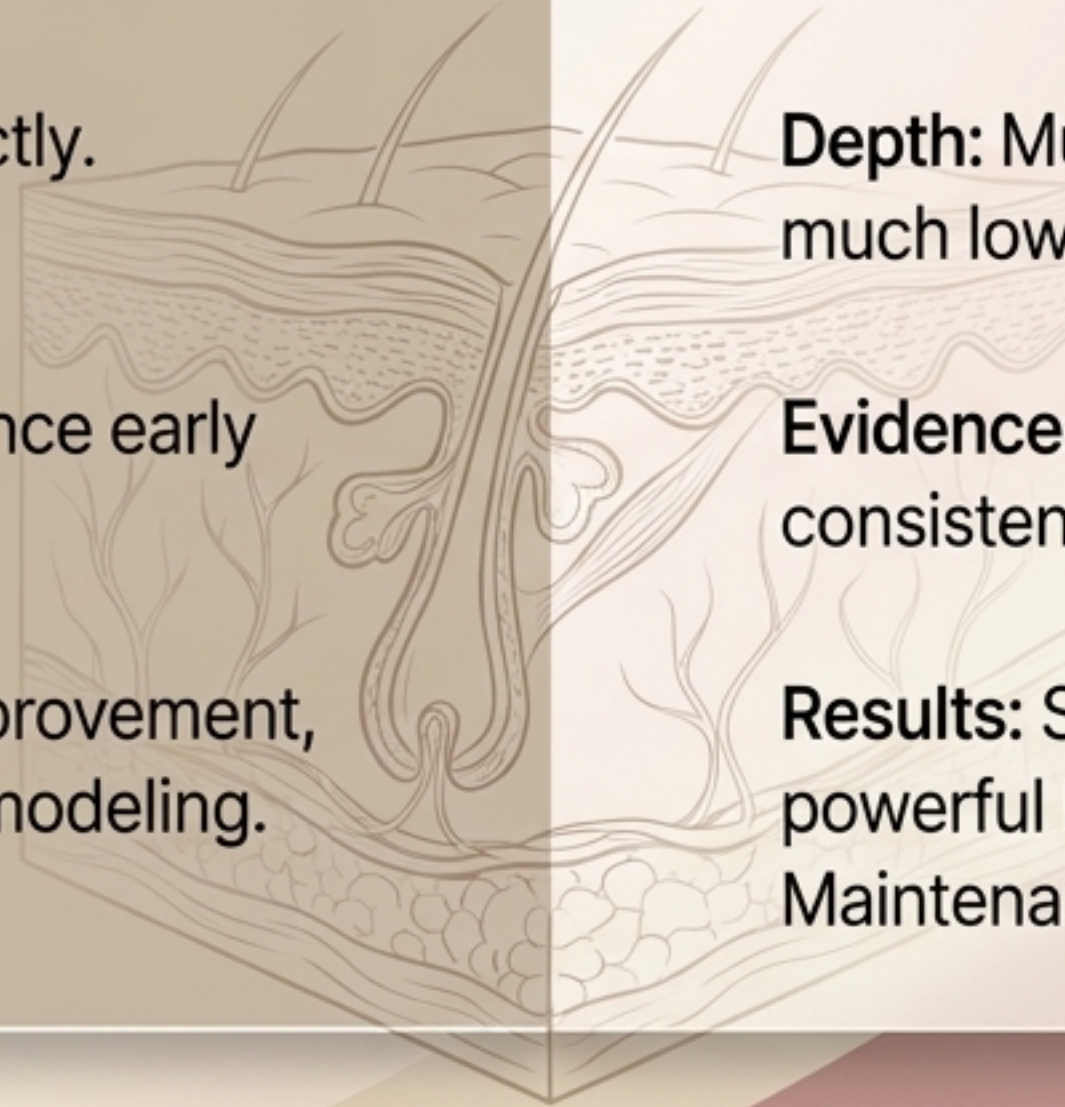 ctly.
nce early
provement,
modeling.
Depth: Mu
much low
Evidence
consisten
Results: S
powerful
Maintena